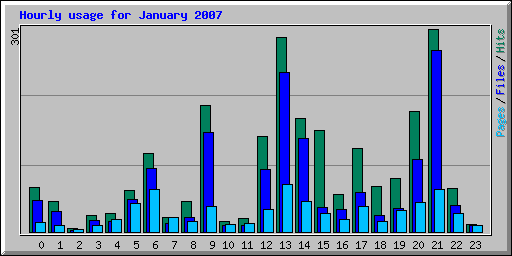 Hourly usage for January 2007
301
Pages / Files / Hits
0 1 2 3 4 5 6 7 8 9 10 11 12 13 14 15 16 17 18 19 20 21 22 23